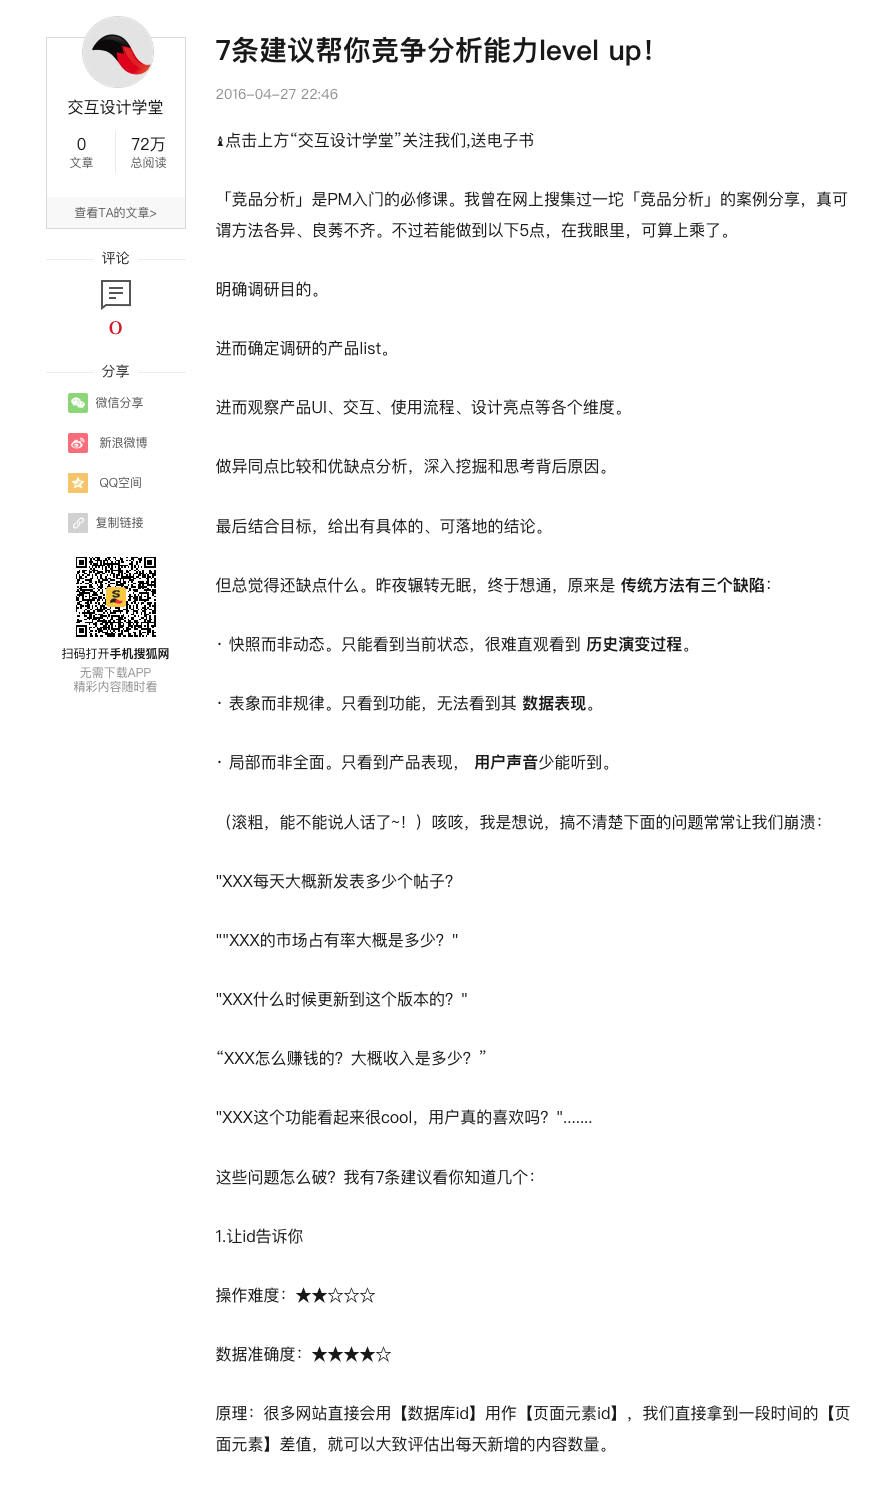 交互设计学堂
0
文章
72万
总阅读
查看TA的文章>
评论
0
分享
微信分享
新浪微博
QQ空间
复制链接
扫码打开手机搜狐网
无需下载APP
精彩内容随时看
7条建议帮你竞争分析能力level up!
2016-04-27 22:46
点击上方“交互设计学堂”关注我们,送电子书
「竞品分析」是PM入门的必修课。我曾在网上搜集过一坨「竞品分析」的案例分享，真可
谓方法各异、良莠不齐。不过若能做到以下5点，在我眼里，可算上乘了。
明确调研目的。
进而确定调研的产品list。
进而观察产品UI、交互、使用流程、设计亮点等各个维度。
做异同点比较和优缺点分析，深入挖掘和思考背后原因。
最后结合目标，给出有具体的、可落地的结论。
但总觉得还缺点什么。昨夜辗转无眠，终于想通，原来是 传统方法有三个缺陷：
· 快照而非动态。只能看到当前状态，很难直观看到 历史演变过程。
· 表象而非规律。只看到功能，无法看到其 数据表现。
· 局部而非全面。只看到产品表现， 用户声音少能听到。
（滚粗，能不能说人话了~！）咳咳，我是想说，搞不清楚下面的问题常常让我们崩溃：
"XXX每天大概新发表多少个帖子？
""XXX的市场占有率大概是多少？"
"XXX什么时候更新到这个版本的？"
“XXX怎么赚钱的？大概收入是多少？”
"XXX这个功能看起来很cool，用户真的喜欢吗？".......
这些问题怎么破？我有7条建议看你知道几个：
1.让id告诉你
操作难度：★★☆☆☆
数据准确度：★★★★☆
原理：很多网站直接会用【数据库id】用作【页面元素id】，我们直接拿到一段时间的【页
面元素】差值，就可以大致评估出每天新增的内容数量。